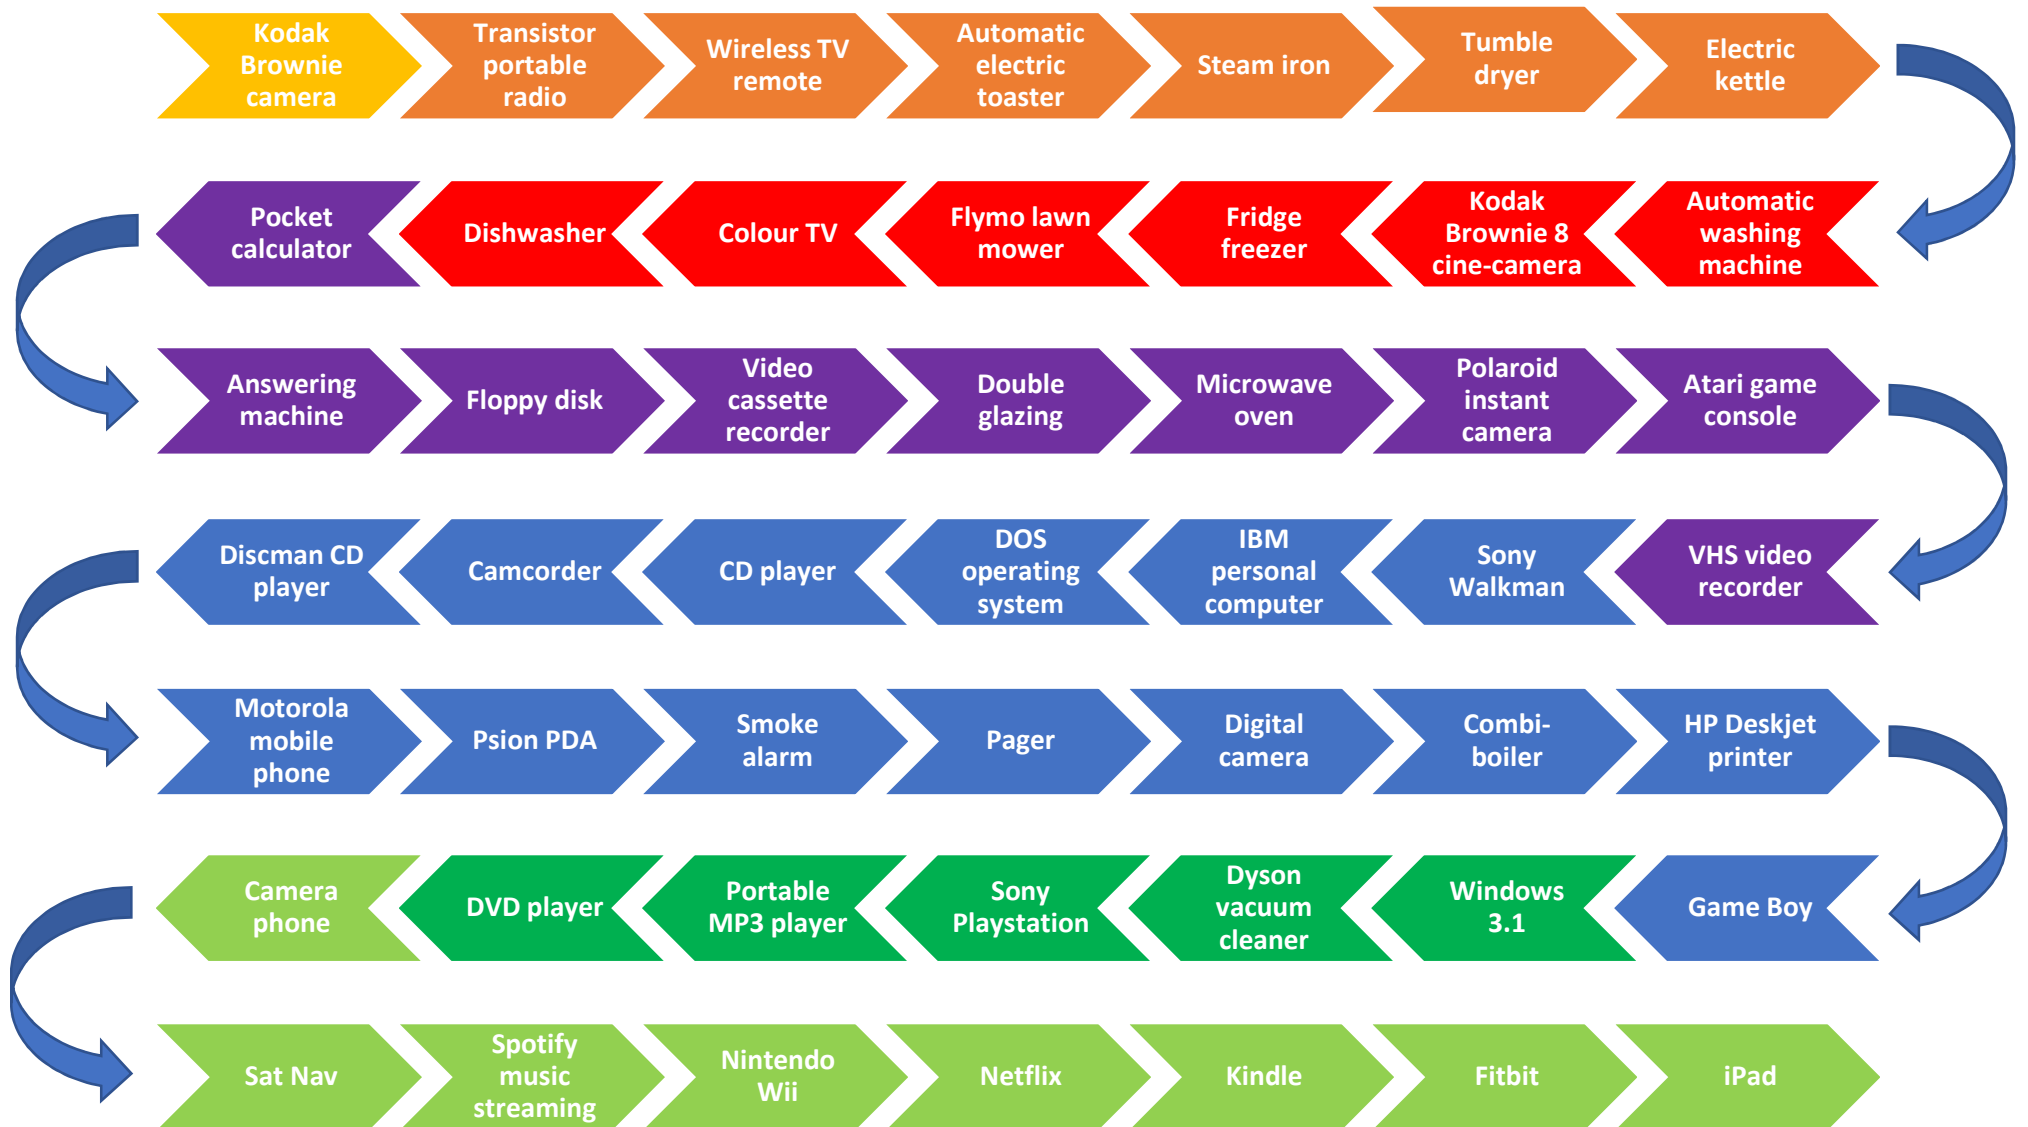 Kodak
Brownie
camera
Transistor
portable
radio
Wireless TV
remote
Automatic
electric
toaster
Steam iron
Tumble
dryer
Electric
kettle
Automatic
washing
machine
Kodak
Brownie 8
cine-camera
Fridge
freezer
Flymo lawn
mower
Colour TV
Dishwasher
Pocket
calculator
Answering
machine
Floppy disk
Video
cassette
recorder
Double
glazing
Microwave
oven
Polaroid
instant
camera
Atari game
console
VHS video
recorder
Sony
Walkman
IBM
personal
computer
DOS
operating
system
CD player
Camcorder
Discman CD
player
Motorola
mobile
phone
Psion PDA
Smoke
alarm
Pager
Digital
camera
Combi-
boiler
HP Deskjet
printer
Game Boy
Windows
3.1
Dyson
vacuum
cleaner
Sony
Playstation
Portable
MP3 player
DVD player
Camera
phone
Sat Nav
Spotify
music
streaming
Nintendo
Wii
Netflix
Kindle
Fitbit
iPad